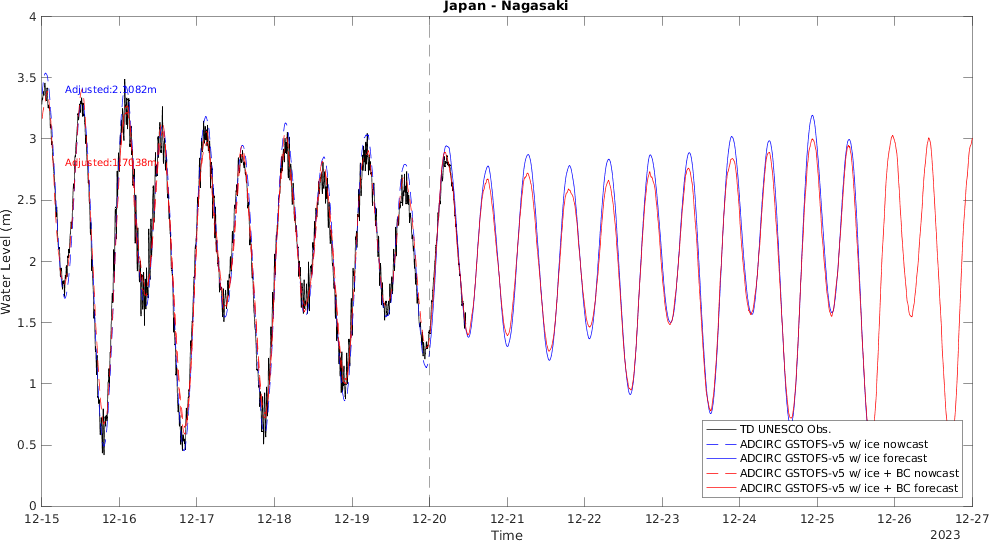 Japan - Nagasaki
4
3.5
3
2.5
2
1.5
1
0.5
0
Water Level (m)
Adjusted:2.1082m
Adjusted:1.7038m
TD UNESCO Obs.
ADCIRC GSTOFS-v5 w/ ice nowcast
ADCIRC GSTOFS-v5 w/ ice forecast
ADCIRC GSTOFS-v5 w/ ice + BC nowcast
ADCIRC GSTOFS-v5 w/ ice + BC forecast
12-15 12-16 12-17 12-18 12-19 12-20 12-21 12-22 12-23 12-24 12-25 12-26 12-27
Time
2023